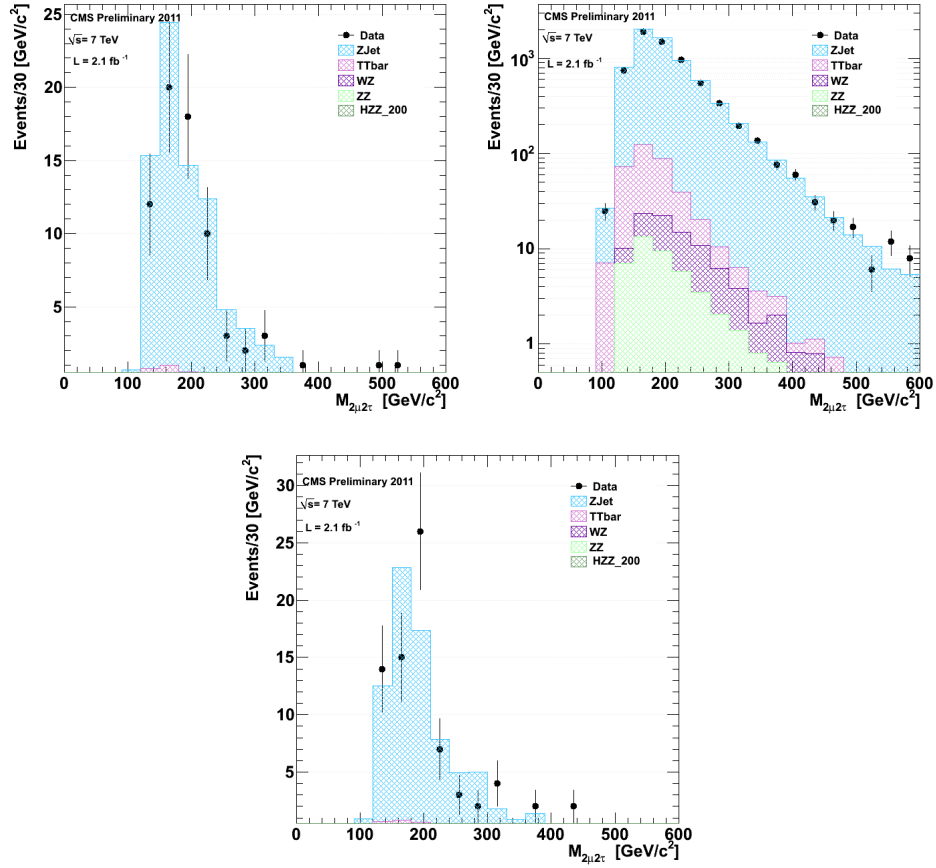 Events/30 [GeV/c²]
25
20
15
10
5
CMS Preliminary 2011
√s= 7 TeV
L = 2.1 fb⁻¹
Data
ZJet
TTbar
WZ
ZZ
HZZ_200
0 100 200 300 400 500 600
M₂μ₂τ [GeV/c²]
Events/30 [GeV/c²]
10³
10²
10
1
CMS Preliminary 2011
√s= 7 TeV
L = 2.1 fb⁻¹
Data
ZJet
TTbar
WZ
ZZ
HZZ_200
0 100 200 300 400 500 600
M₂μ₂τ [GeV/c²]
Events/30 [GeV/c²]
30
25
20
15
10
5
CMS Preliminary 2011
√s= 7 TeV
L = 2.1 fb⁻¹
Data
ZJet
TTbar
WZ
ZZ
HZZ_200
0 100 200 300 400 500 600
M₂μ₂τ [GeV/c²]